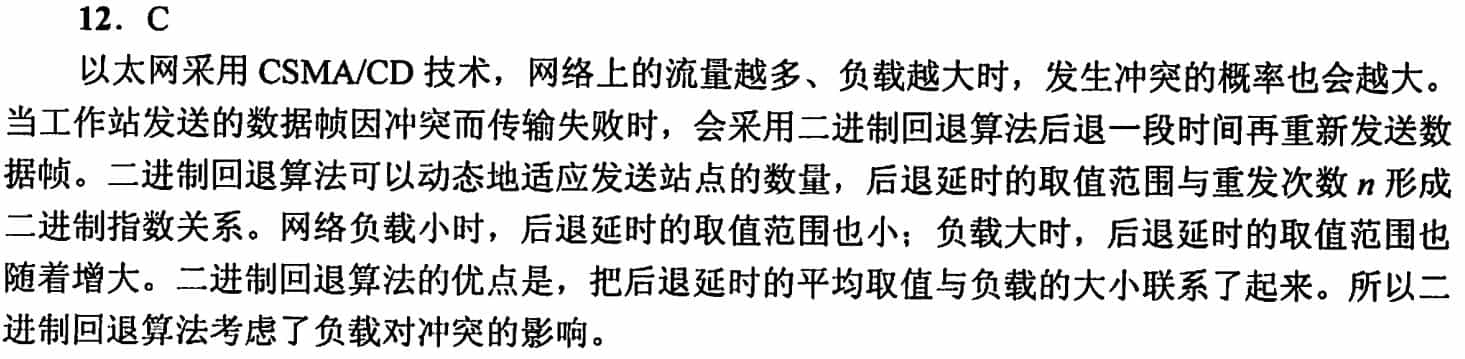 12. C
以太网采用 CSMA/CD 技术，网络上的流量越多、负载越大时，发生冲突的概率也会越大。
当工作站发送的数据帧因冲突而传输失败时，会采用二进制回退算法后退一段时间再重新发送数
据帧。二进制回退算法可以动态地适应发送站点的数量，后退延时的取值范围与重发次数 n 形成
二进制指数关系。网络负载小时，后退延时的取值范围也小；负载大时，后退延时的取值范围也
随着增大。二进制回退算法的优点是，把后退延时的平均取值与负载的大小联系了起来。所以二
进制回退算法考虑了负载对冲突的影响。